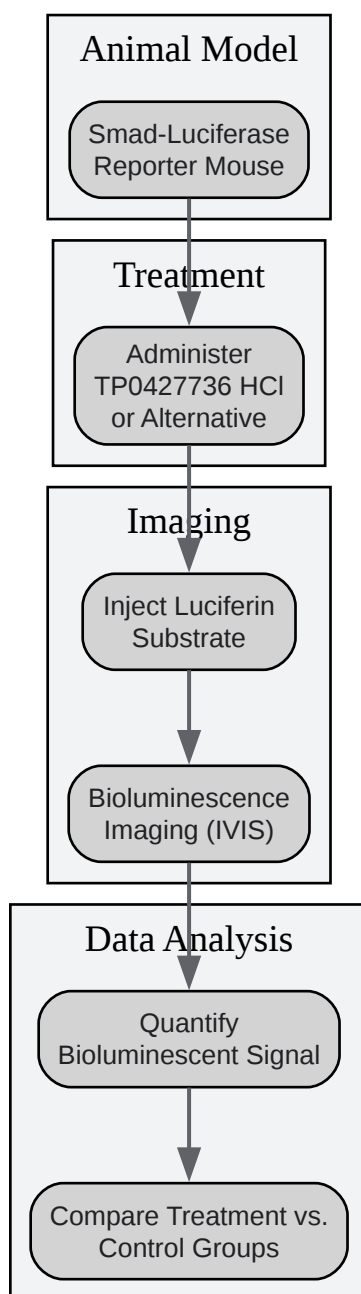 Animal Model
Smad-Luciferase
Reporter Mouse
Treatment
Administer
TP0427736 HCl
or Alternative
Imaging
Inject Luciferin
Substrate
Bioluminescence
Imaging (IVIS)
Data Analysis
Quantify
Bioluminescent Signal
Compare Treatment vs.
Control Groups